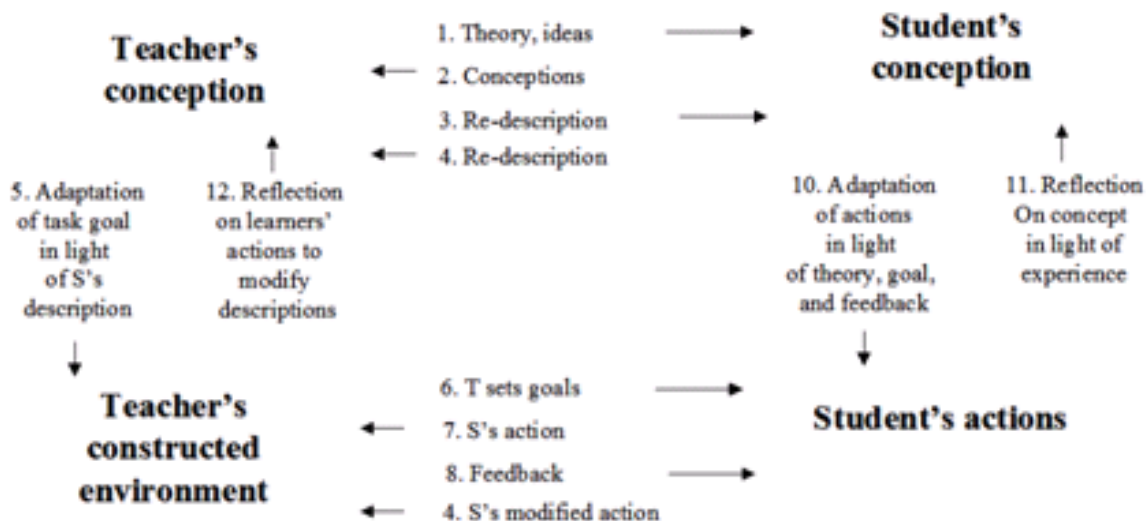 Teacher's
conception
1. Theory, ideas
2. Conceptions
3. Re-description
4. Re-description
Student's
conception
5. Adaptation
of task goal
in light
of S's
description
12. Reflection
on learners'
actions to
modify
descriptions
10. Adaptation
of actions
in light
of theory, goal,
and feedback
11. Reflection
On concept
in light of
experience
Teacher's
constructed
environment
6. T sets goals
7. S's action
8. Feedback
4. S's modified action
Student's actions